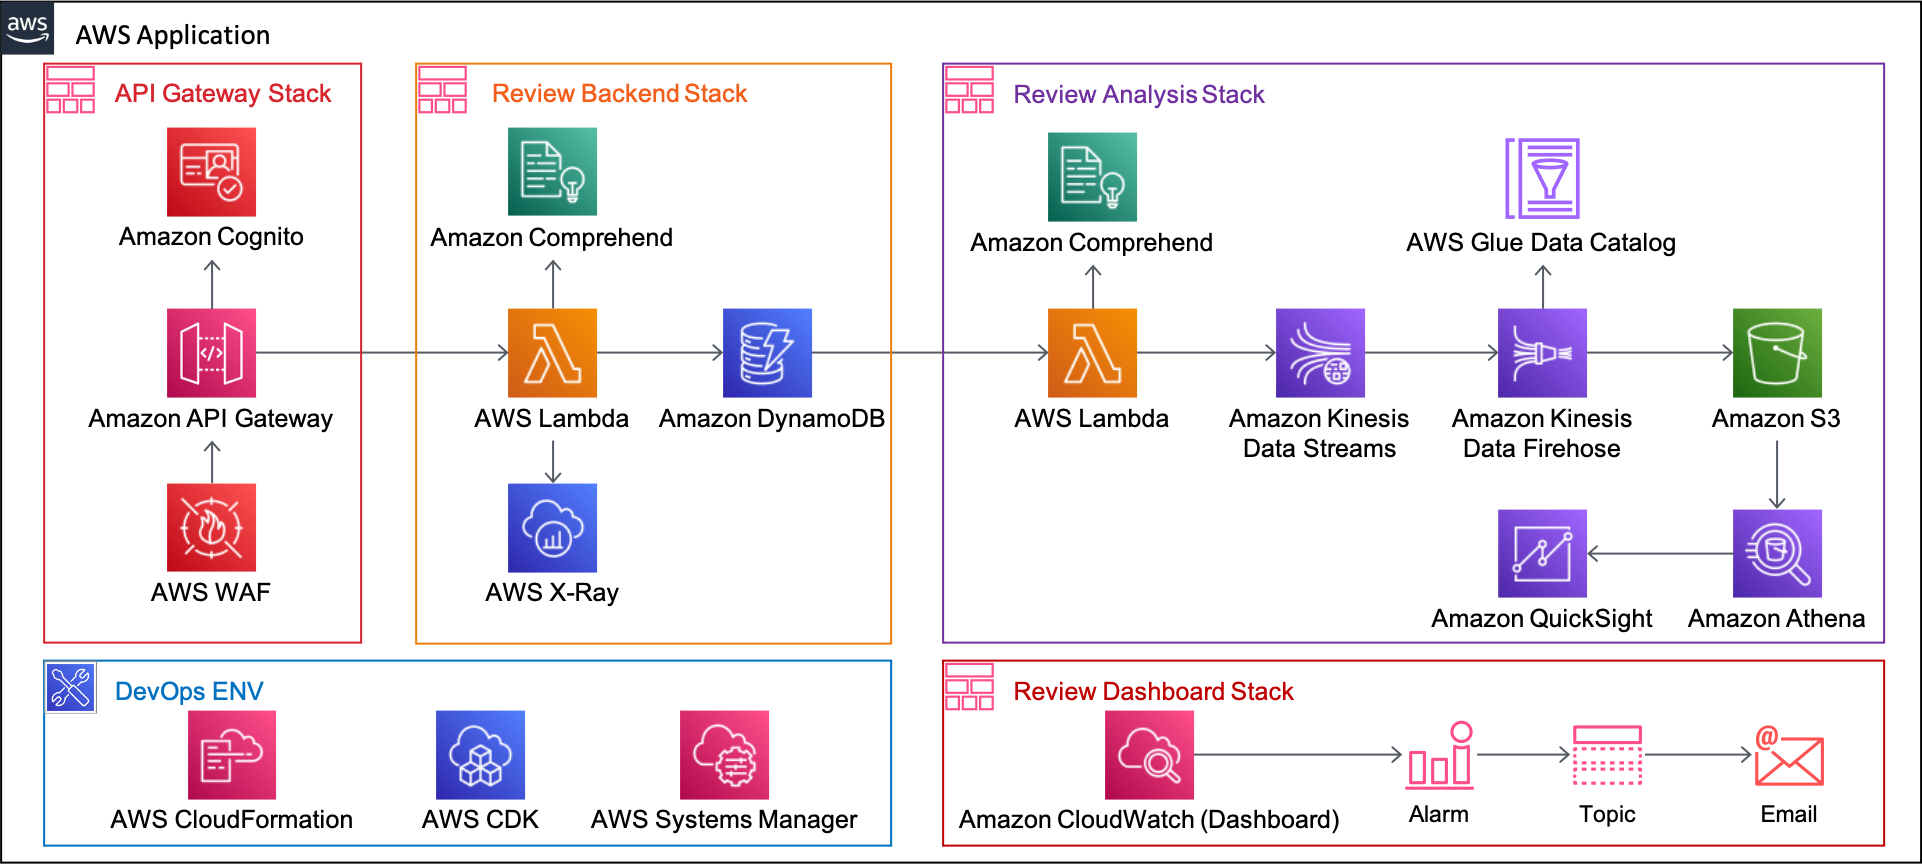 aws
AWS Application
API Gateway Stack
Amazon Cognito
Amazon API Gateway
AWS WAF
Review Backend Stack
Amazon Comprehend
AWS Lambda
Amazon DynamoDB
AWS X-Ray
Review Analysis Stack
Amazon Comprehend
AWS Glue Data Catalog
AWS Lambda
Amazon Kinesis
Data Streams
Amazon Kinesis
Data Firehose
Amazon S3
Amazon QuickSight
Amazon Athena
DevOps ENV
AWS CloudFormation
AWS CDK
AWS Systems Manager
Review Dashboard Stack
Amazon CloudWatch (Dashboard)
Alarm
Topic
Email